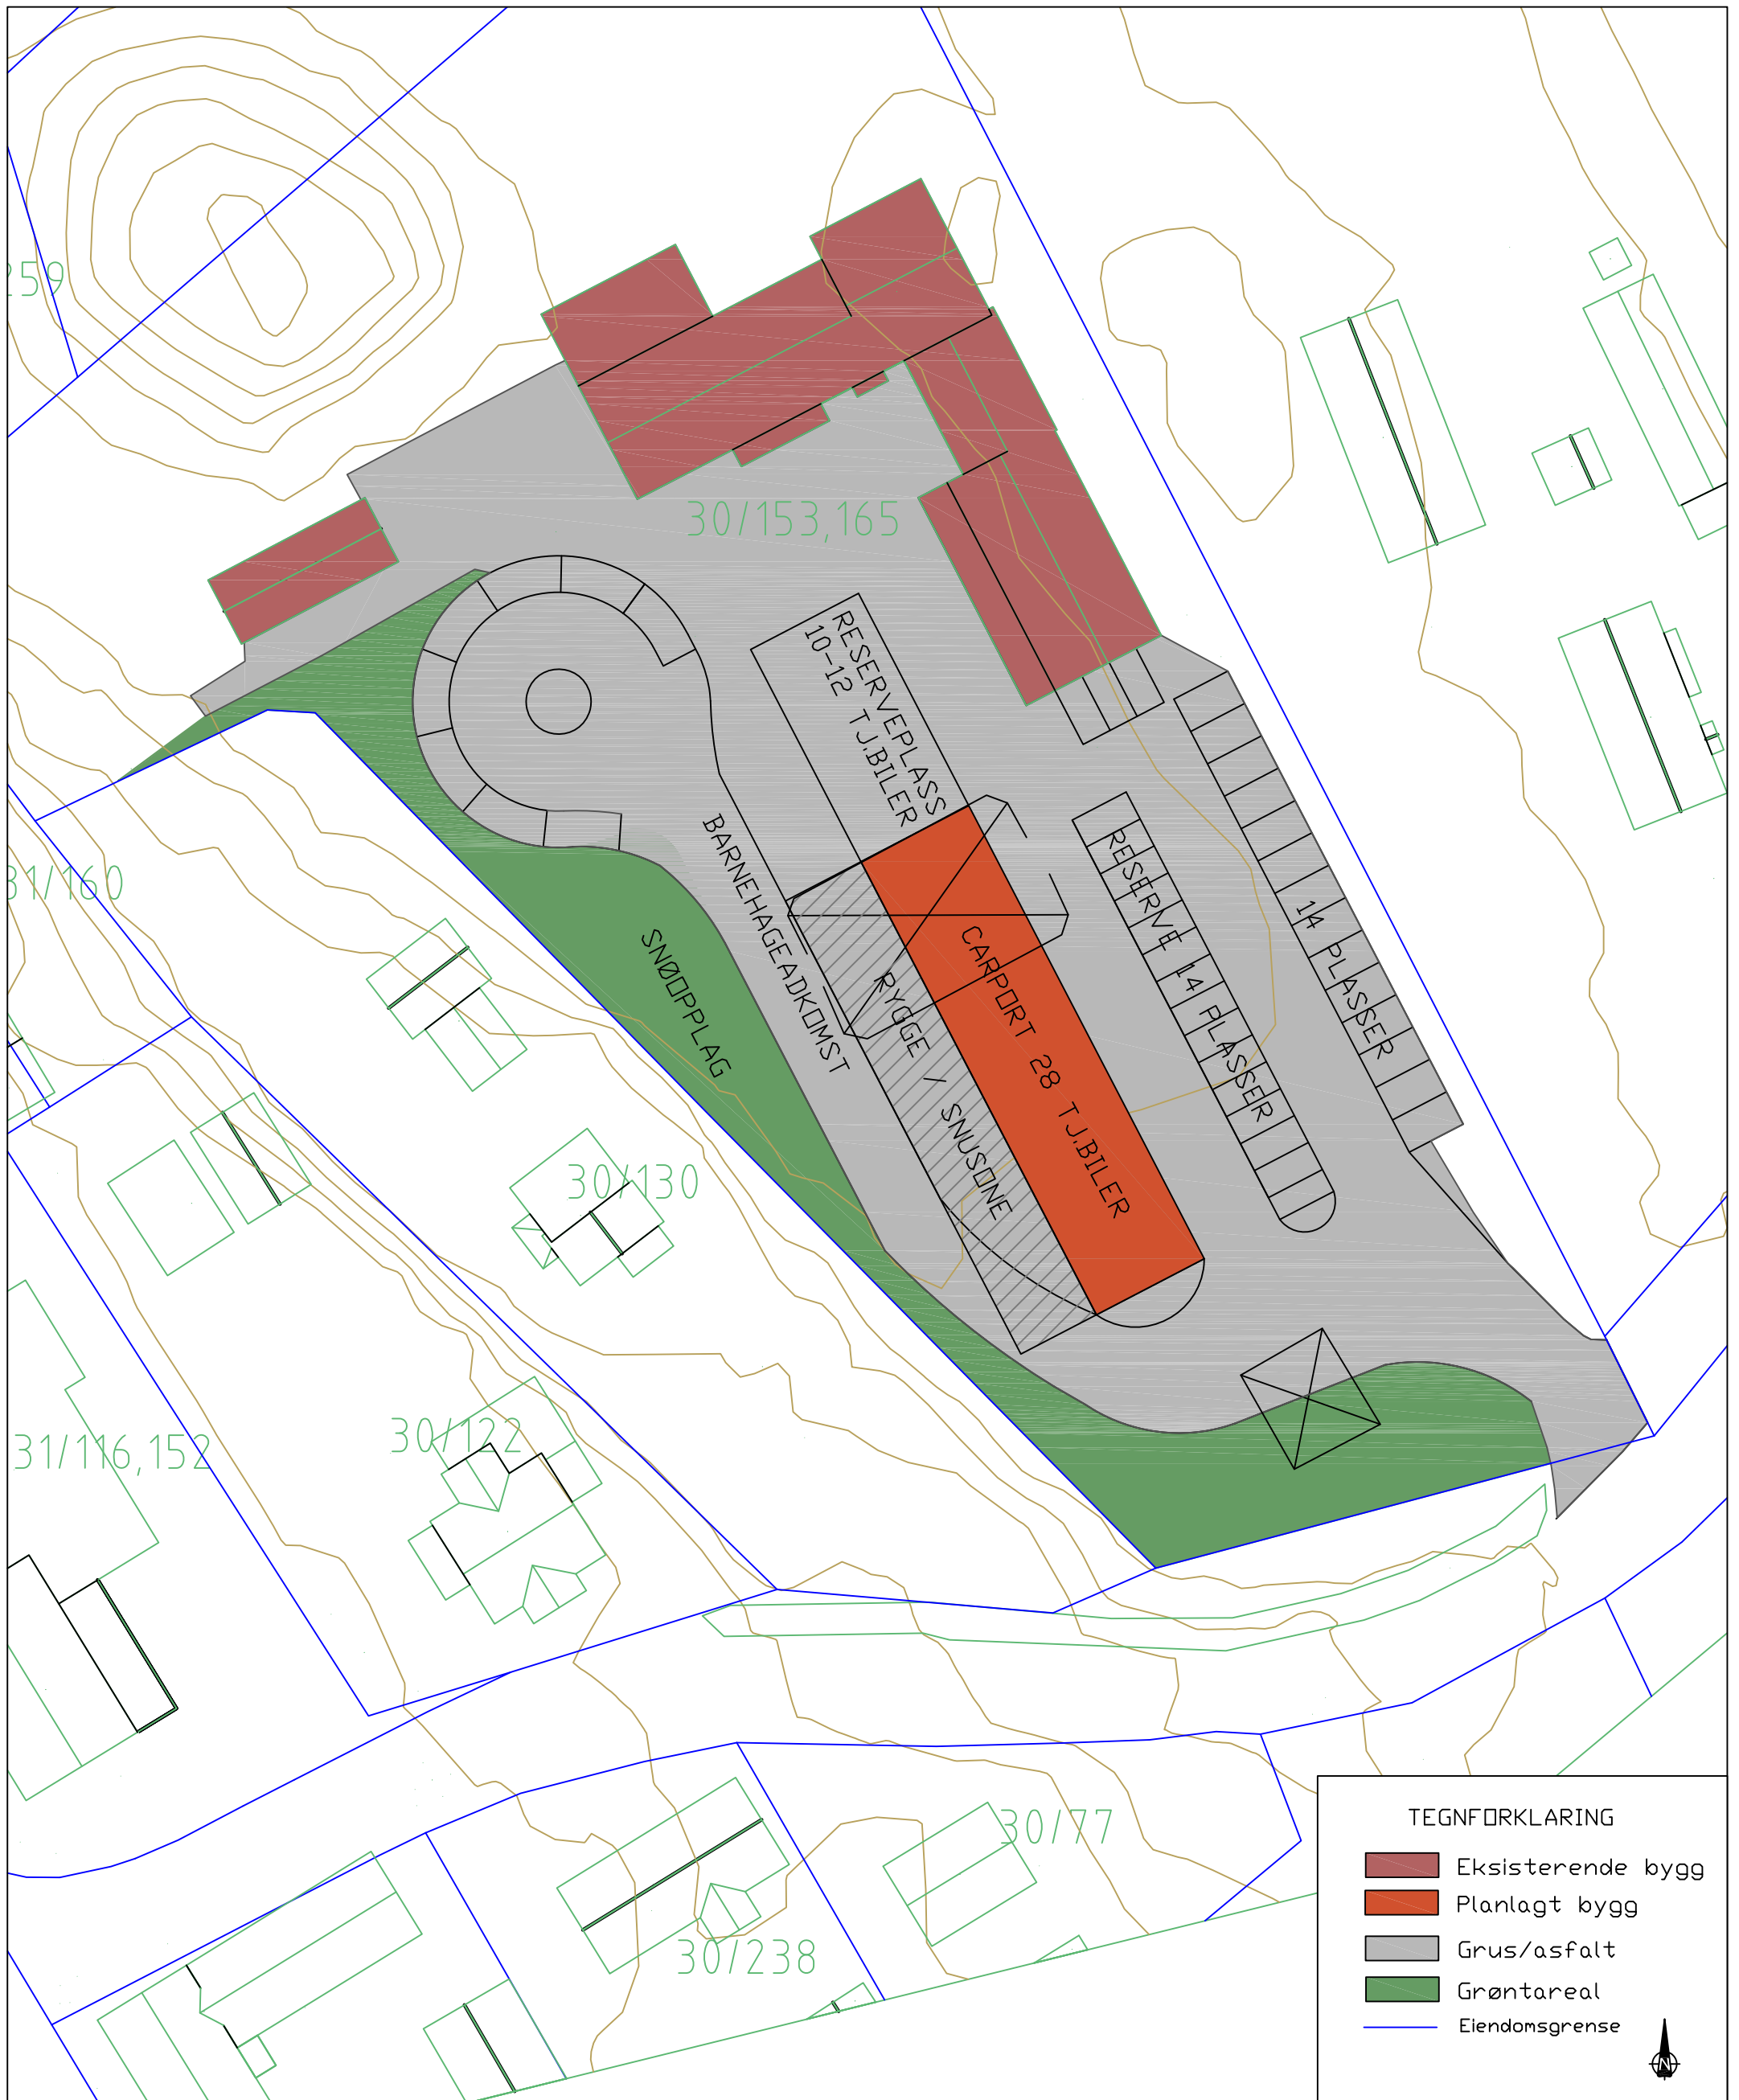 259
30/153,165
RESERVEPLASS
10-12 TJ.BILER
BARNEHAGEADKOMST
31/160
SNØOPPLAG
RYGGE / SNUSONE
CARPORT 28 TJ.BILER
RESERVE 14 PLASSER
14 PLASSER
30/130
30/122
31/116,152
30/77
30/238
TEGNFORKLARING
Eksisterende bygg
Planlagt bygg
Grus/asfalt
Grøntareal
Eiendomsgrense
N